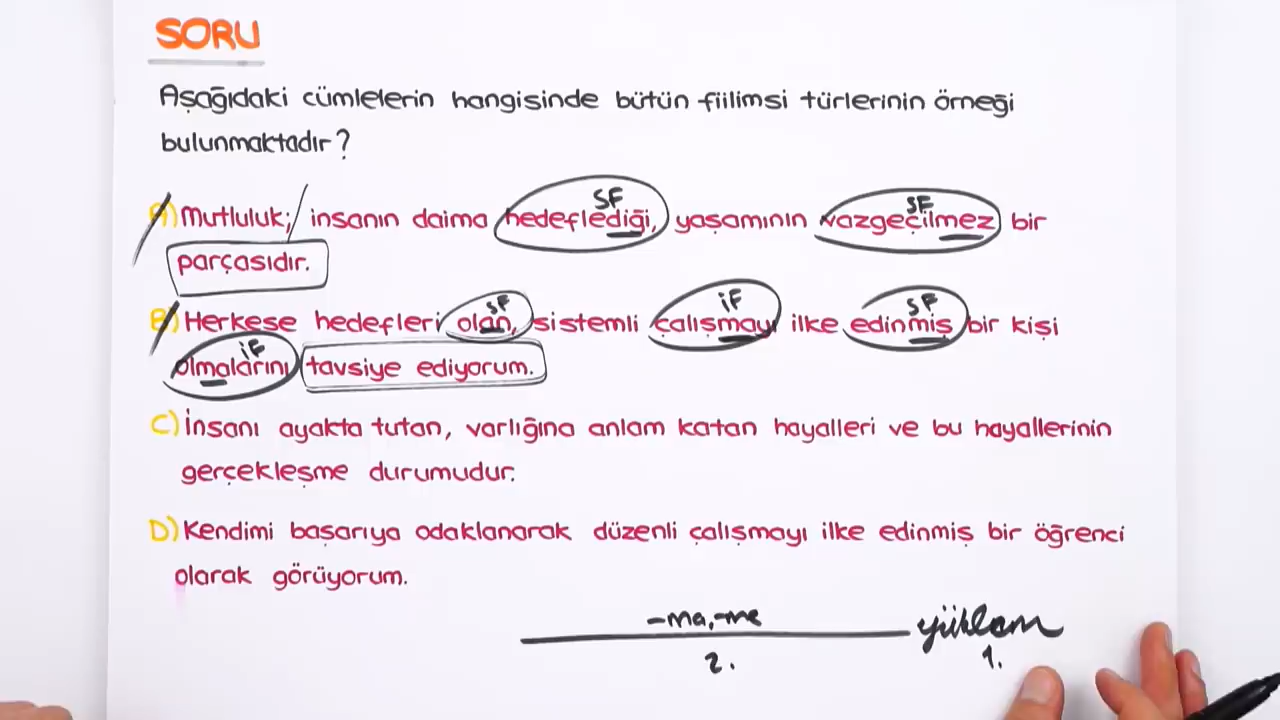 SORU
Aşağıdaki cümlelerin hangisinde bütün fiilimsi türlerinin örneği
bulunmaktadır?
SF SF
A) Mutluluk; insanın daima hedeflediği, yaşamının vazgeçilmez bir
parçasıdır.
SF İF SF
B) Herkese hedefleri olan, sistemli çalışmayı ilke edinmiş bir kişi
İF
olmalarını tavsiye ediyorum.
C) İnsanı ayakta tutan, varlığına anlam katan hayalleri ve bu hayallerinin
gerçekleşme durumudur.
D) Kendimi başarıya odaklanarak düzenli çalışmayı ilke edinmiş bir öğrenci
olarak görüyorum.
-ma, -me yüklem
2. 1.